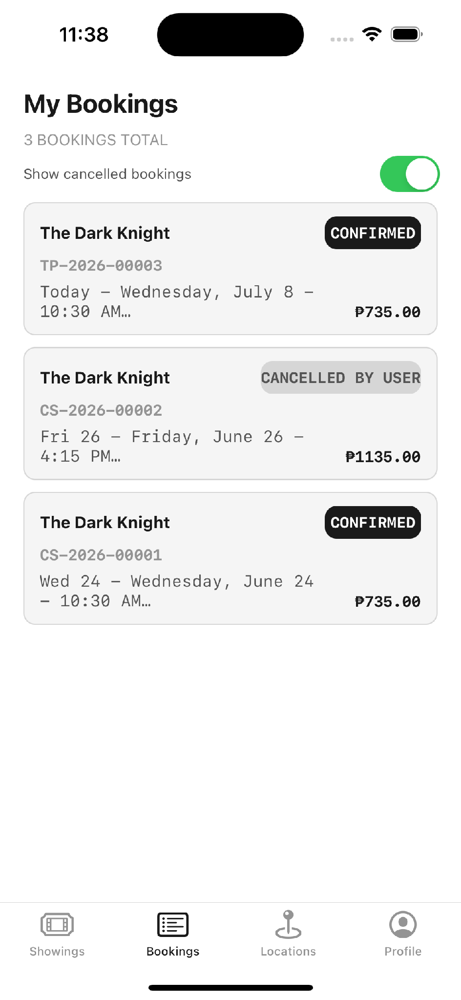 11:38
My Bookings
3 BOOKINGS TOTAL
Show cancelled bookings
The Dark Knight
CONFIRMED
TP-2026-00003
Today - Wednesday, July 8 -
10:30 AM…
₱735.00
The Dark Knight
CANCELLED BY USER
CS-2026-00002
Fri 26 - Friday, June 26 -
4:15 PM…
₱1135.00
The Dark Knight
CONFIRMED
CS-2026-00001
Wed 24 - Wednesday, June 24
- 10:30 AM…
₱735.00
Showings
Bookings
Locations
Profile